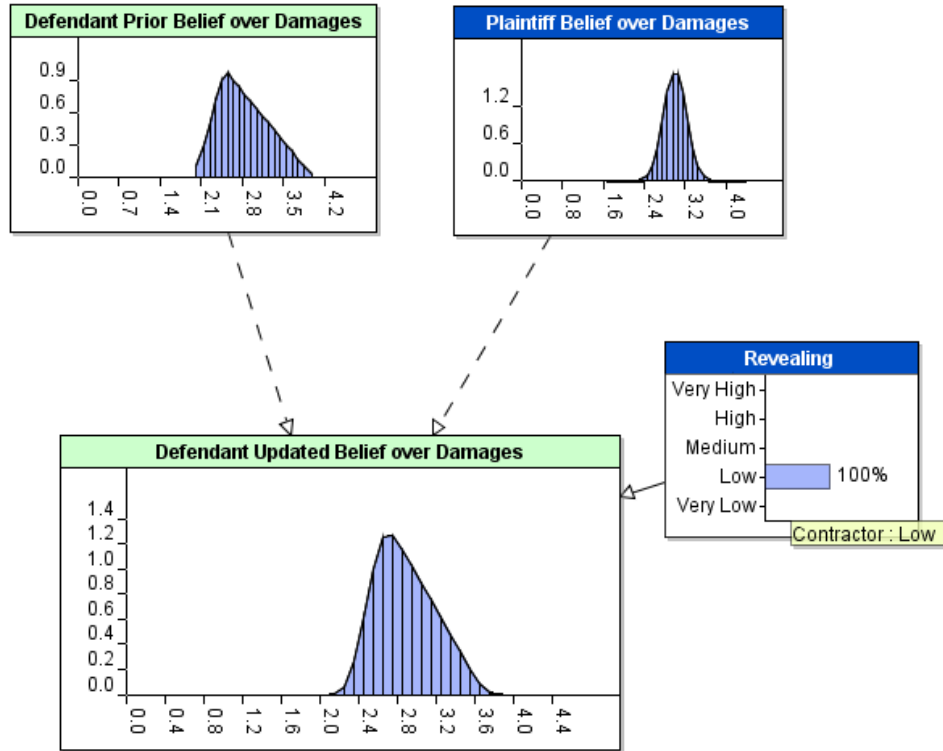 Defendant Prior Belief over Damages
0.9
0.6
0.3
0.0
0.0 0.7 1.4 2.1 2.8 3.5 4.2
Plaintiff Belief over Damages
1.2
0.6
0.0
0.0 0.8 1.6 2.4 3.2 4.0
Revealing
Very High
High
Medium
Low 100%
Very Low
Contractor : Low
Defendant Updated Belief over Damages
1.4
1.2
1.0
0.8
0.6
0.4
0.2
0.0
0.0 0.4 0.8 1.2 1.6 2.0 2.4 2.8 3.2 3.6 4.0 4.4